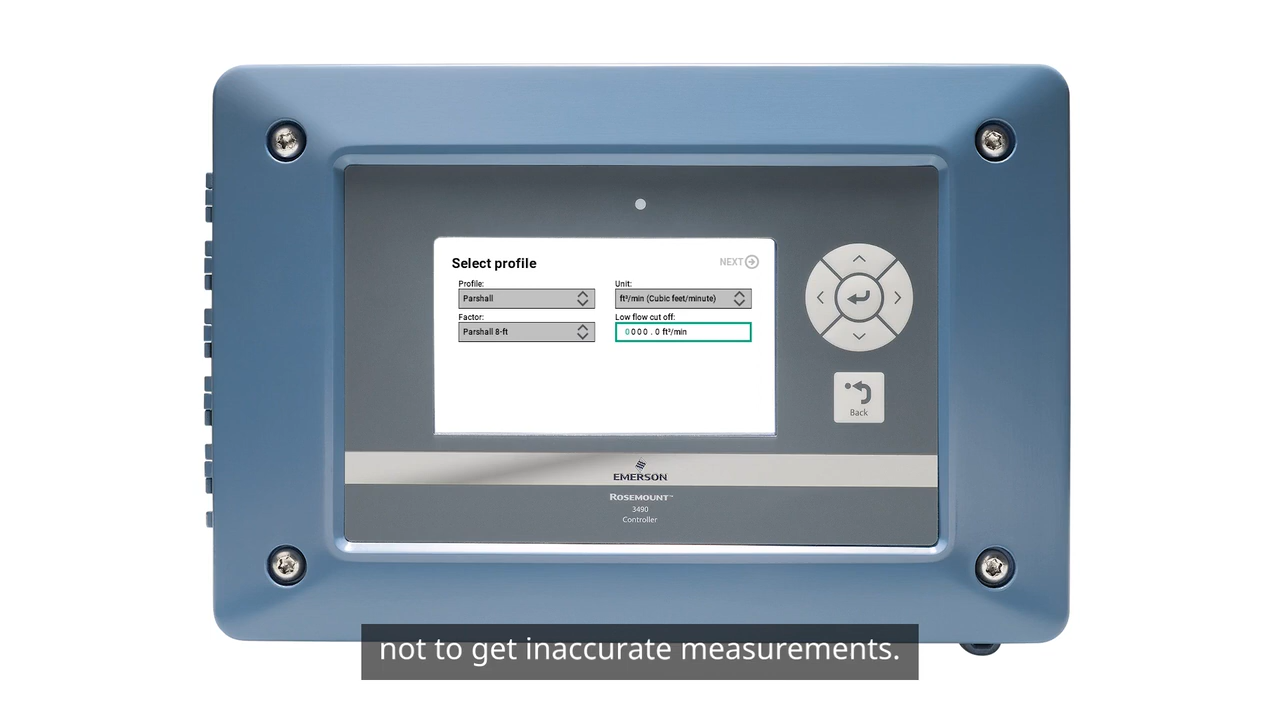 Select profile
NEXT
Profile:
Unit:
Parshall
ft³/min (Cubic feet/minute)
Factor:
Low flow cut off:
Parshall 8-ft
0000.0 ft³/min
Back
EMERSON
ROSEMOUNT™
3490
Controller
not to get inaccurate measurements.